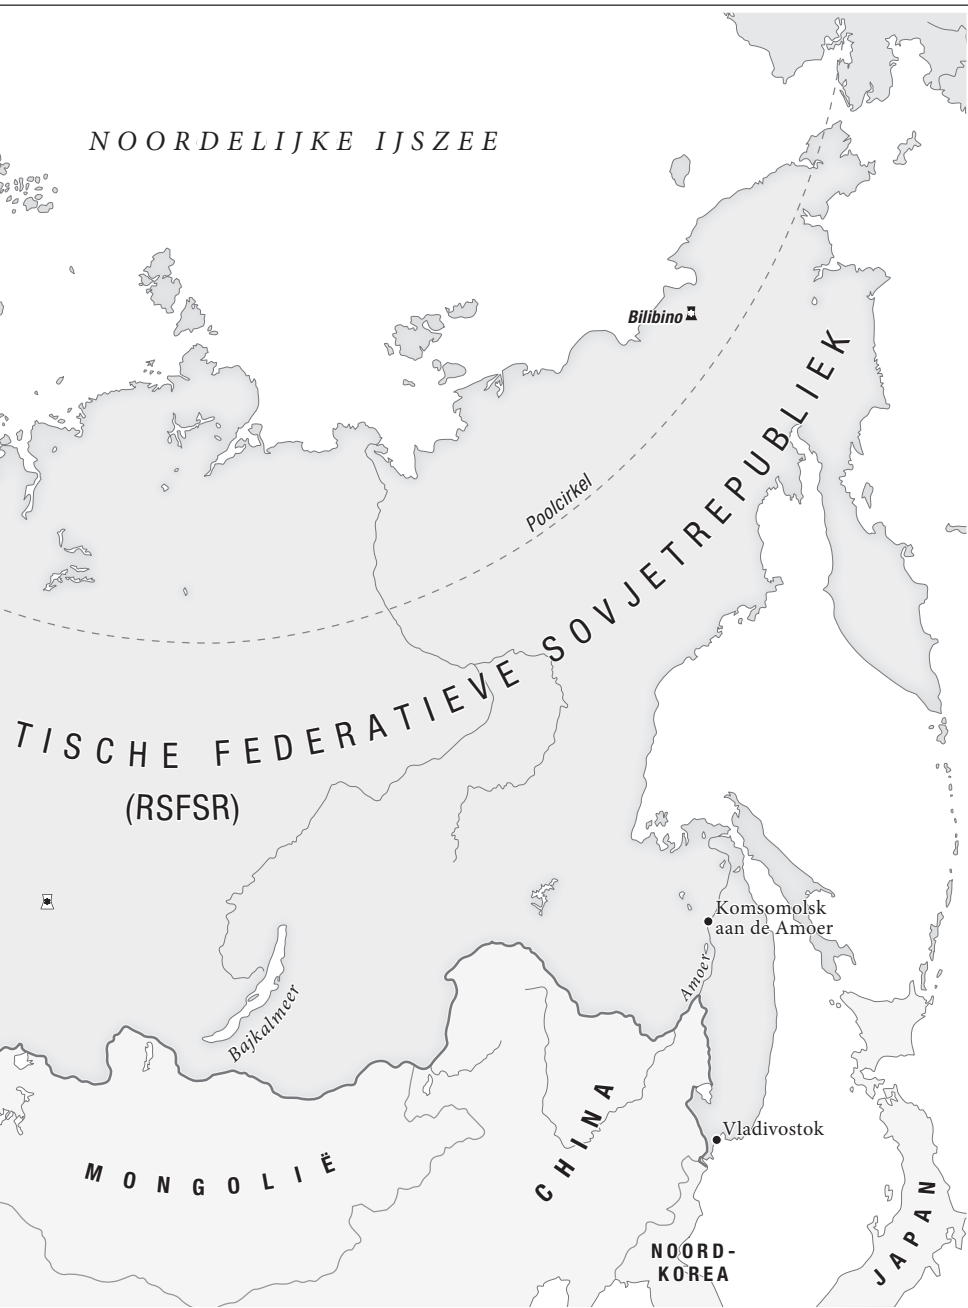 NOORDELIJKE IJSZEE
Bilibino
Poolcirkel
TISCHE FEDERATIEVE SOVJETREPUBLIEK
(RSFSR)
Komsomolsk
aan de Amoer
Amoer
Bajkalmeer
CHINA
Vladivostok
MONGOLIË
JAPAN
NOORD-
KOREA